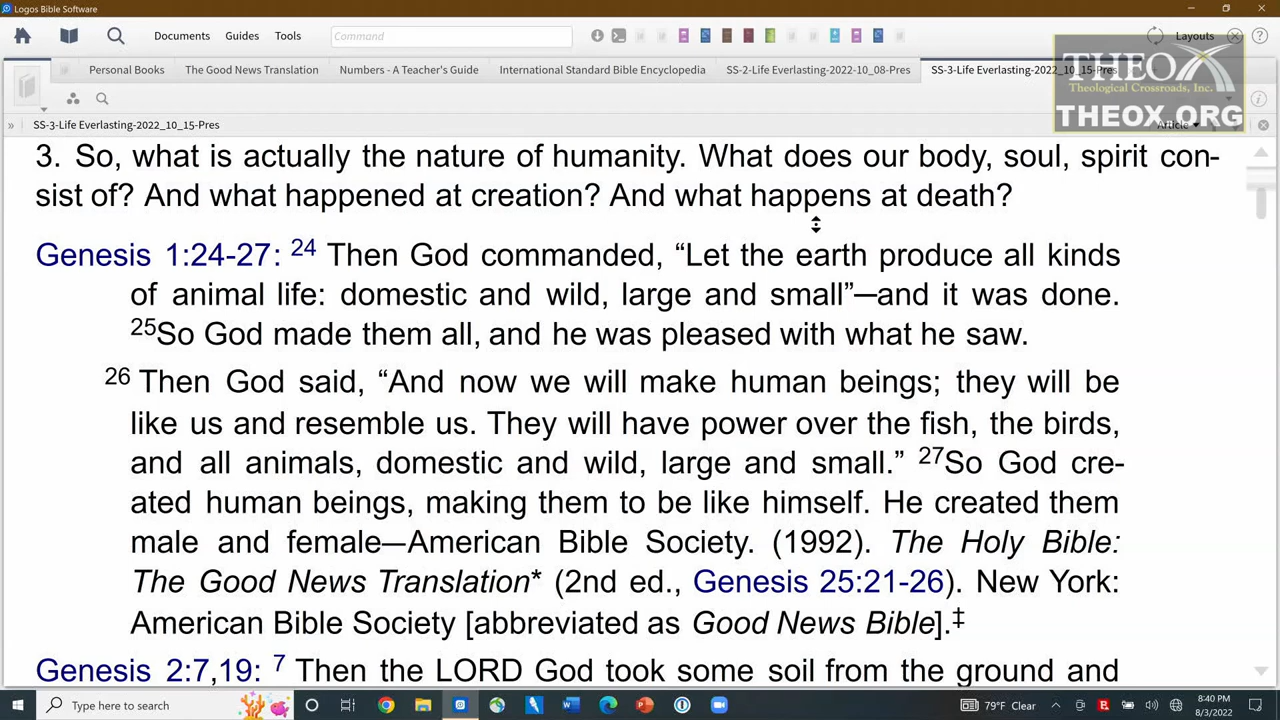 Logos Bible Software
Documents Guides Tools Command Layouts
Personal Books The Good News Translation International Standard Bible Encyclopedia SS-2-Life Everlasting-2022-10_08-Pres SS-3-Life Everlasting-2022_10_15-Pres
THEOX
Theological Crossroads, Inc.
THEOX.ORG
SS-3-Life Everlasting-2022_10_15-Pres Article
3. So, what is actually the nature of humanity. What does our body, soul, spirit con-
sist of? And what happened at creation? And what happens at death?
Genesis 1:24-27: 24 Then God commanded, “Let the earth produce all kinds
of animal life: domestic and wild, large and small”—and it was done.
25So God made them all, and he was pleased with what he saw.
26 Then God said, “And now we will make human beings; they will be
like us and resemble us. They will have power over the fish, the birds,
and all animals, domestic and wild, large and small.” 27So God cre-
ated human beings, making them to be like himself. He created them
male and female—American Bible Society. (1992). The Holy Bible:
The Good News Translation* (2nd ed., Genesis 25:21-26). New York:
American Bible Society [abbreviated as Good News Bible].‡
Genesis 2:7,19: 7 Then the LORD God took some soil from the ground and
Type here to search 79°F Clear 8:40 PM
8/3/2022